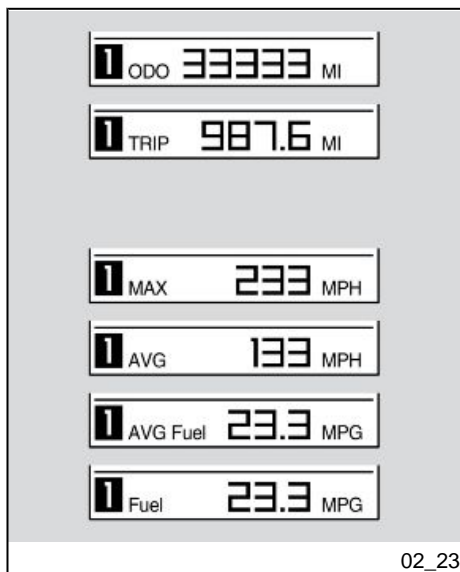 1 ODO 33333 MI
1 TRIP 987.6 MI
1 MAX 233 MPH
1 AVG 133 MPH
1 AVG Fuel 23.3 MPG
1 Fuel 23.3 MPG
02_23